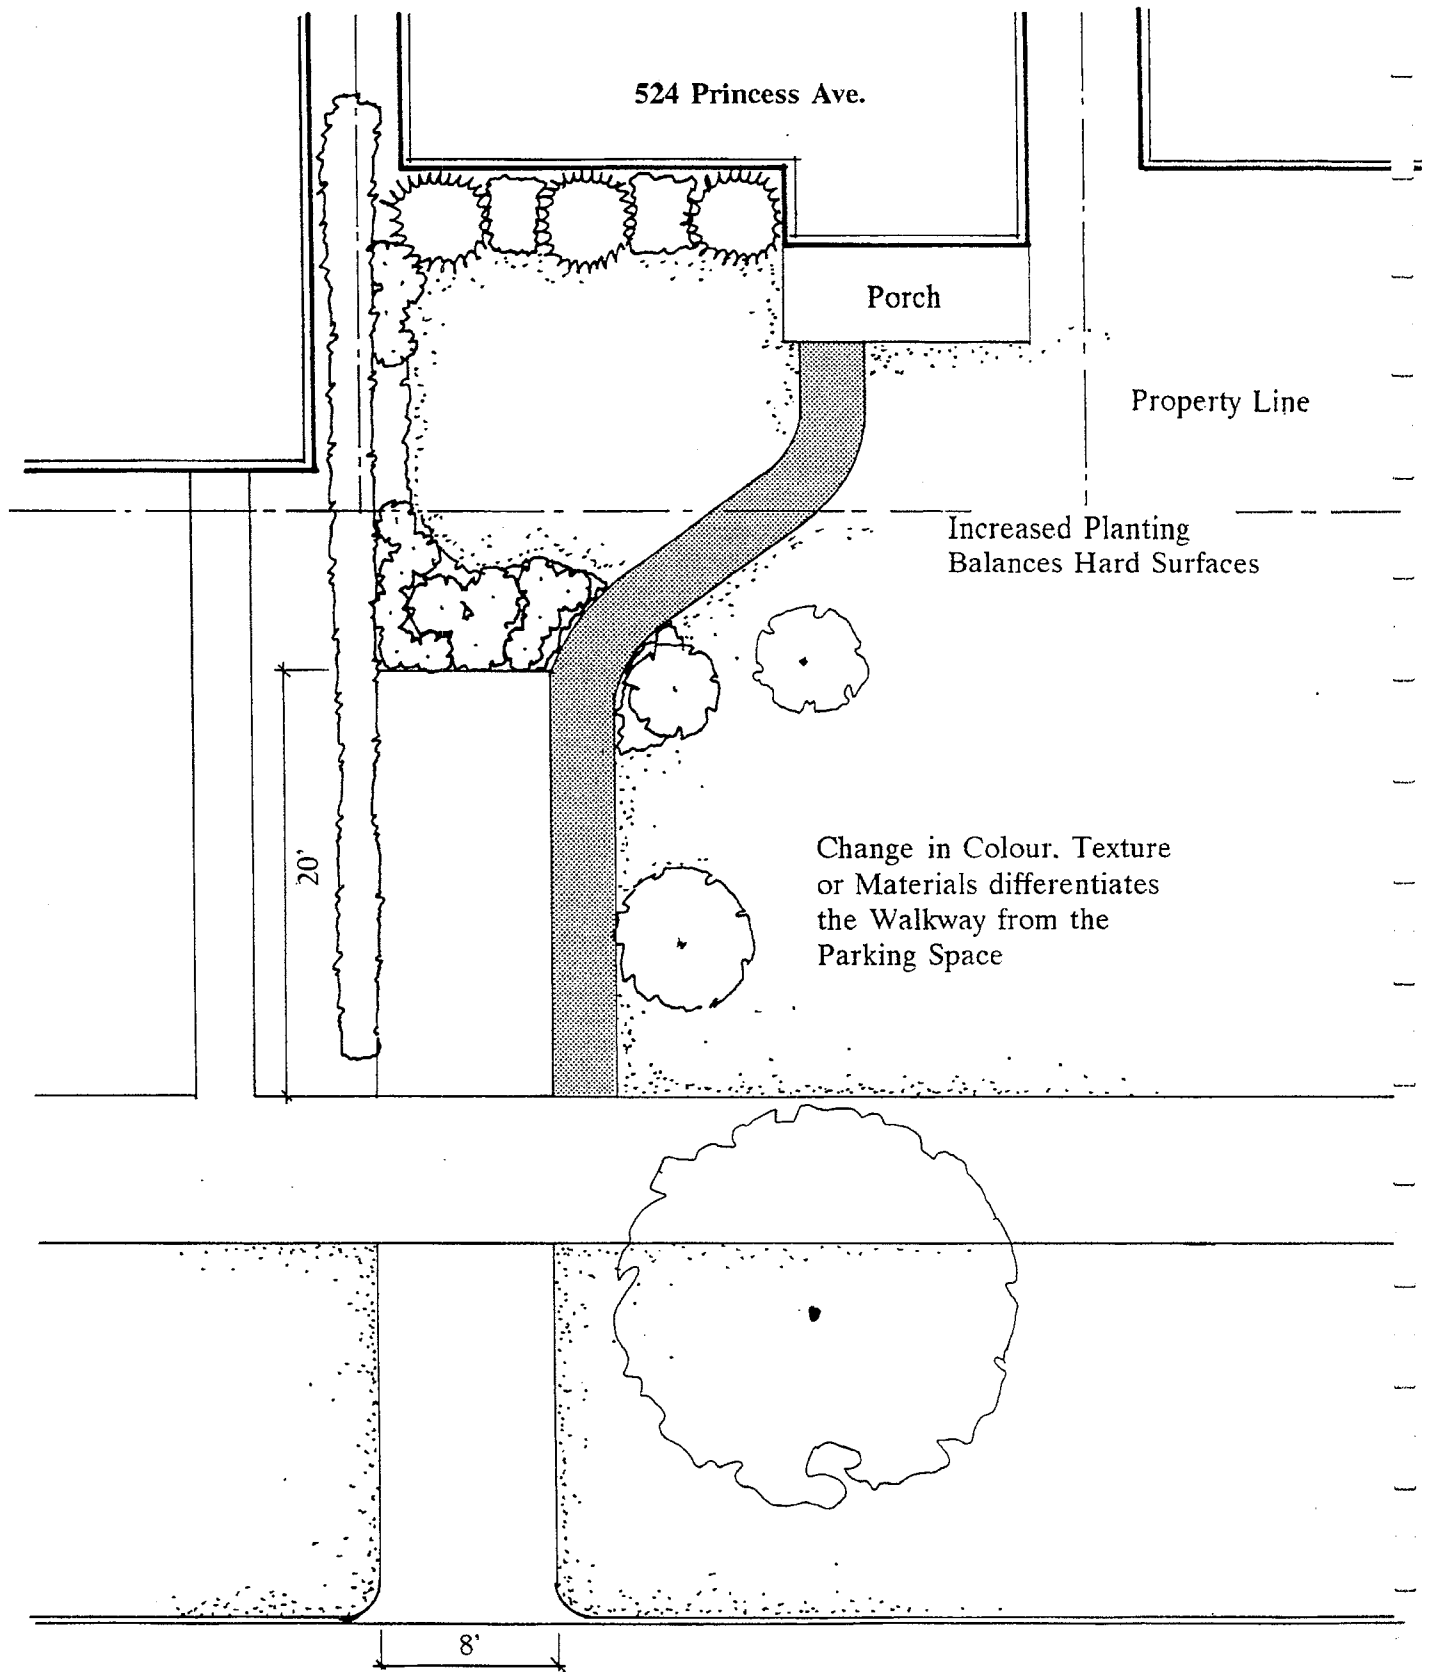 524 Princess Ave.
Porch
Property Line
Increased Planting
Balances Hard Surfaces
20'
Change in Colour. Texture
or Materials differentiates
the Walkway from the
Parking Space
8'